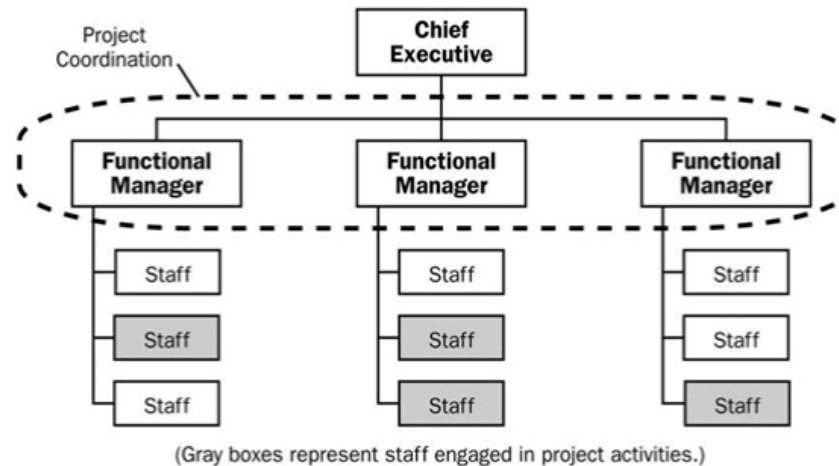 Project
Coordination
Chief
Executive
Functional
Manager
Functional
Manager
Functional
Manager
Staff
Staff
Staff
Staff
Staff
Staff
Staff
Staff
Staff
(Gray boxes represent staff engaged in project activities.)